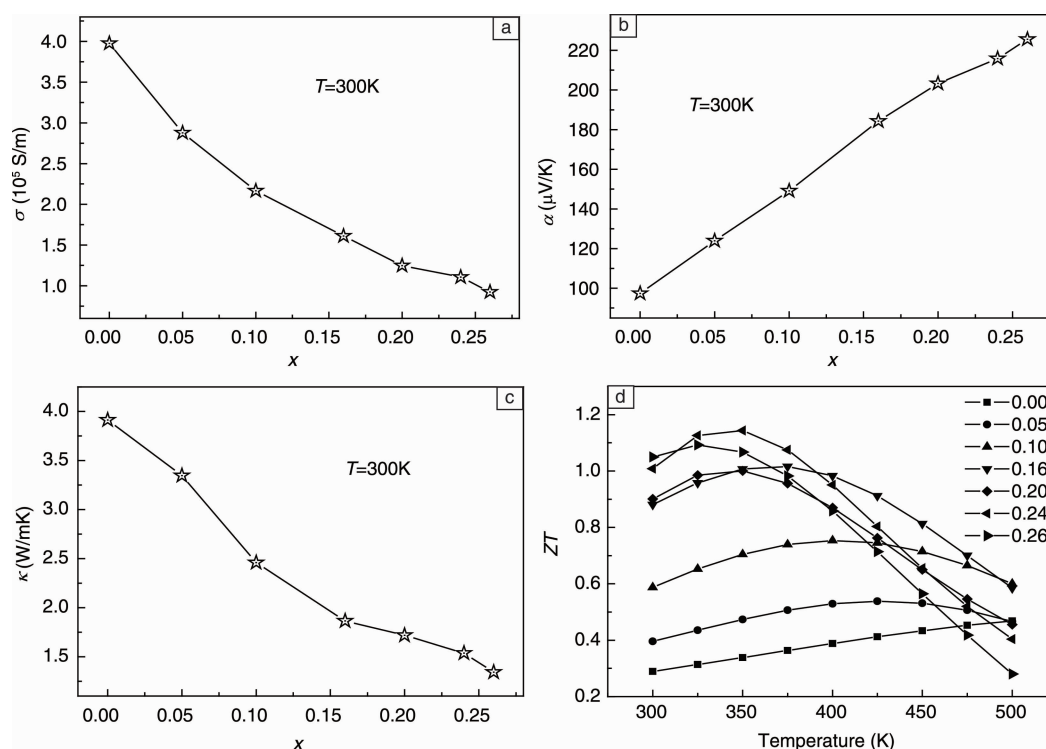 a
T=300K
σ (10⁵ S/m)
4.0
3.5
3.0
2.5
2.0
1.5
1.0
0.00 0.05 0.10 0.15 0.20 0.25
x
b
T=300K
α (μV/K)
220
200
180
160
140
120
100
0.00 0.05 0.10 0.15 0.20 0.25
x
c
T=300K
κ (W/mK)
4.0
3.5
3.0
2.5
2.0
1.5
0.00 0.05 0.10 0.15 0.20 0.25
x
d
ZT
1.2
1.0
0.8
0.6
0.4
0.2
0.00
0.05
0.10
0.16
0.20
0.24
0.26
300 350 400 450 500
Temperature (K)